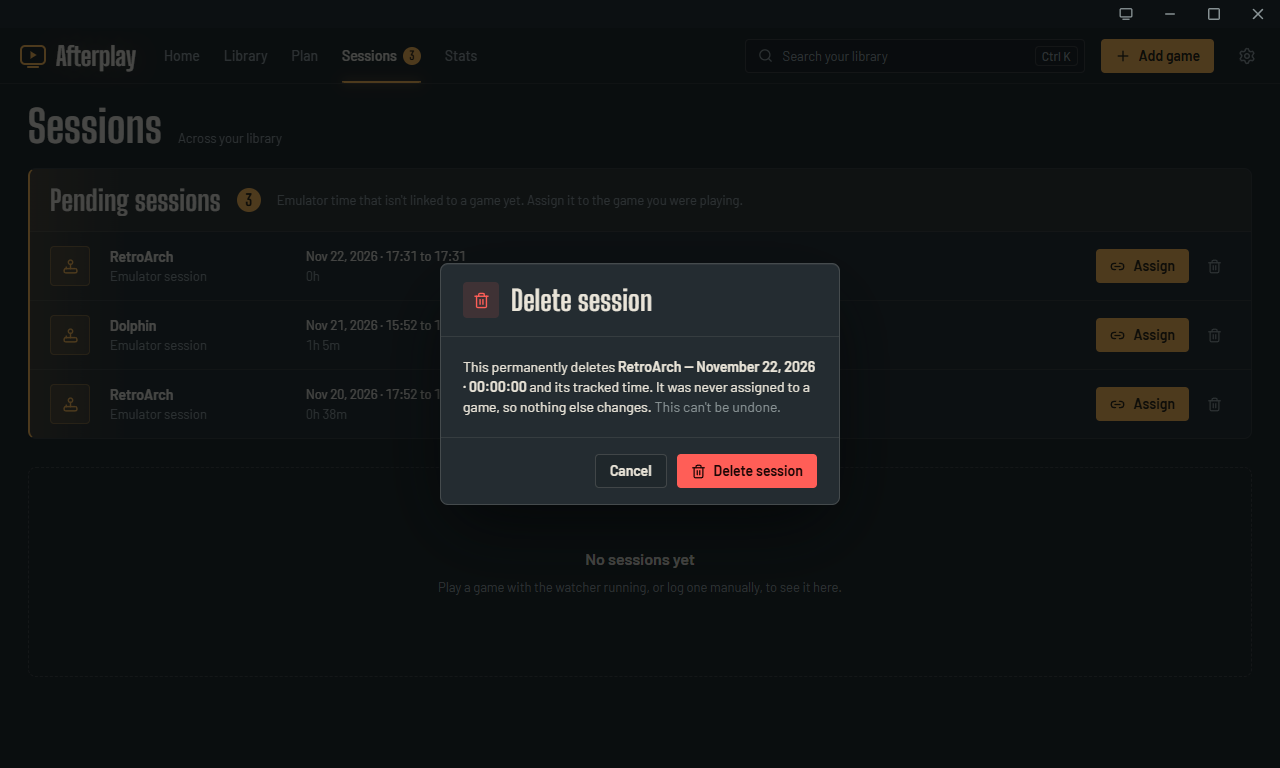 Afterplay
Home
Library
Plan
Sessions 3
Stats
Search your library
Ctrl K
Add game
Sessions
Across your library
Pending sessions
3
Emulator time that isn't linked to a game yet. Assign it to the game you were playing.
RetroArch
Emulator session
Nov 22, 2026 · 17:31 to 17:31
0h
Assign
Dolphin
Emulator session
Nov 21, 2026 · 15:52 to 1
1h 5m
Assign
RetroArch
Emulator session
Nov 20, 2026 · 17:52 to 1
0h 38m
Assign
Delete session
This permanently deletes RetroArch — November 22, 2026
· 00:00:00 and its tracked time. It was never assigned to a
game, so nothing else changes. This can't be undone.
Cancel
Delete session
No sessions yet
Play a game with the watcher running, or log one manually, to see it here.